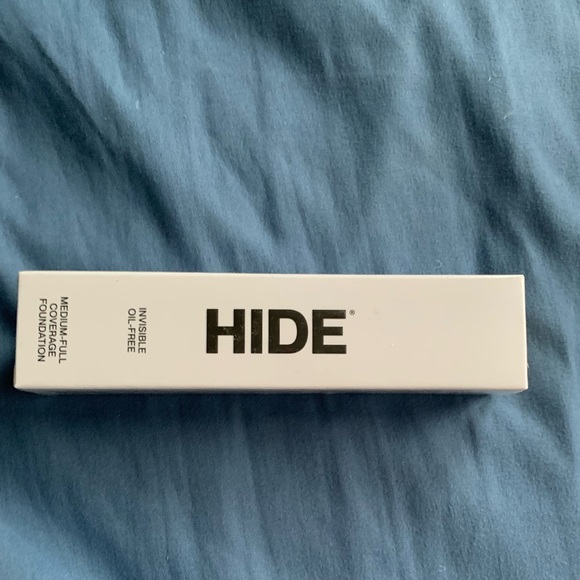 HIDE®
INVISIBLE
OIL-FREE
MEDIUM-FULL
COVERAGE
FOUNDATION